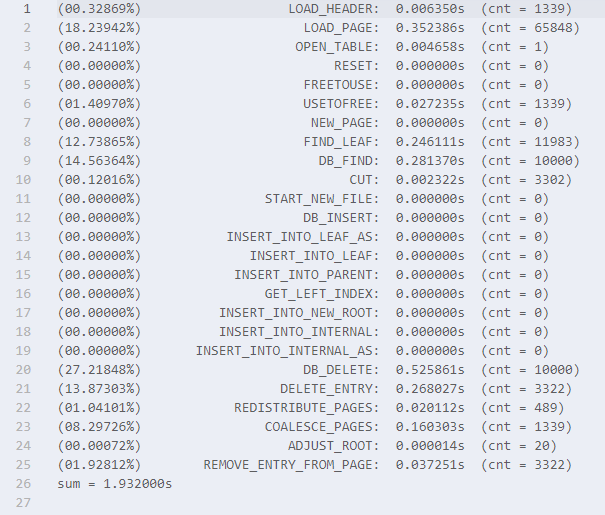 1 (00.32869%) LOAD_HEADER: 0.006350s (cnt = 1339)
2 (18.23942%) LOAD_PAGE: 0.352386s (cnt = 65848)
3 (00.24110%) OPEN_TABLE: 0.004658s (cnt = 1)
4 (00.00000%) RESET: 0.000000s (cnt = 0)
5 (00.00000%) FREETOUSE: 0.000000s (cnt = 0)
6 (01.40970%) USETOFREE: 0.027235s (cnt = 1339)
7 (00.00000%) NEW_PAGE: 0.000000s (cnt = 0)
8 (12.73865%) FIND_LEAF: 0.246111s (cnt = 11983)
9 (14.56364%) DB_FIND: 0.281370s (cnt = 10000)
10 (00.12016%) CUT: 0.002322s (cnt = 3302)
11 (00.00000%) START_NEW_FILE: 0.000000s (cnt = 0)
12 (00.00000%) DB_INSERT: 0.000000s (cnt = 0)
13 (00.00000%) INSERT_INTO_LEAF_AS: 0.000000s (cnt = 0)
14 (00.00000%) INSERT_INTO_LEAF: 0.000000s (cnt = 0)
15 (00.00000%) INSERT_INTO_PARENT: 0.000000s (cnt = 0)
16 (00.00000%) GET_LEFT_INDEX: 0.000000s (cnt = 0)
17 (00.00000%) INSERT_INTO_NEW_ROOT: 0.000000s (cnt = 0)
18 (00.00000%) INSERT_INTO_INTERNAL: 0.000000s (cnt = 0)
19 (00.00000%) INSERT_INTO_INTERNAL_AS: 0.000000s (cnt = 0)
20 (27.21848%) DB_DELETE: 0.525861s (cnt = 10000)
21 (13.87303%) DELETE_ENTRY: 0.268027s (cnt = 3322)
22 (01.04101%) REDISTRIBUTE_PAGES: 0.020112s (cnt = 489)
23 (08.29726%) COALESCE_PAGES: 0.160303s (cnt = 1339)
24 (00.00072%) ADJUST_ROOT: 0.000014s (cnt = 20)
25 (01.92812%) REMOVE_ENTRY_FROM_PAGE: 0.037251s (cnt = 3322)
26 sum = 1.932000s
27